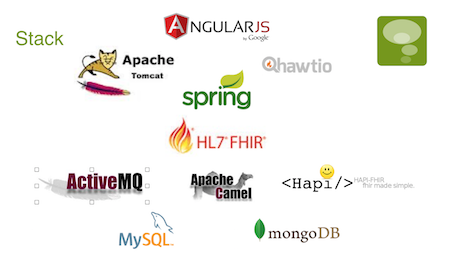 Stack
ANGULARJS
by Google
Apache
Tomcat
hawtio
spring
HL7® FHIR®
ActiveMQ
Apache
Camel
<Hapi/>
HAPI-FHIR
fhir made simple.
MySQL
mongoDB